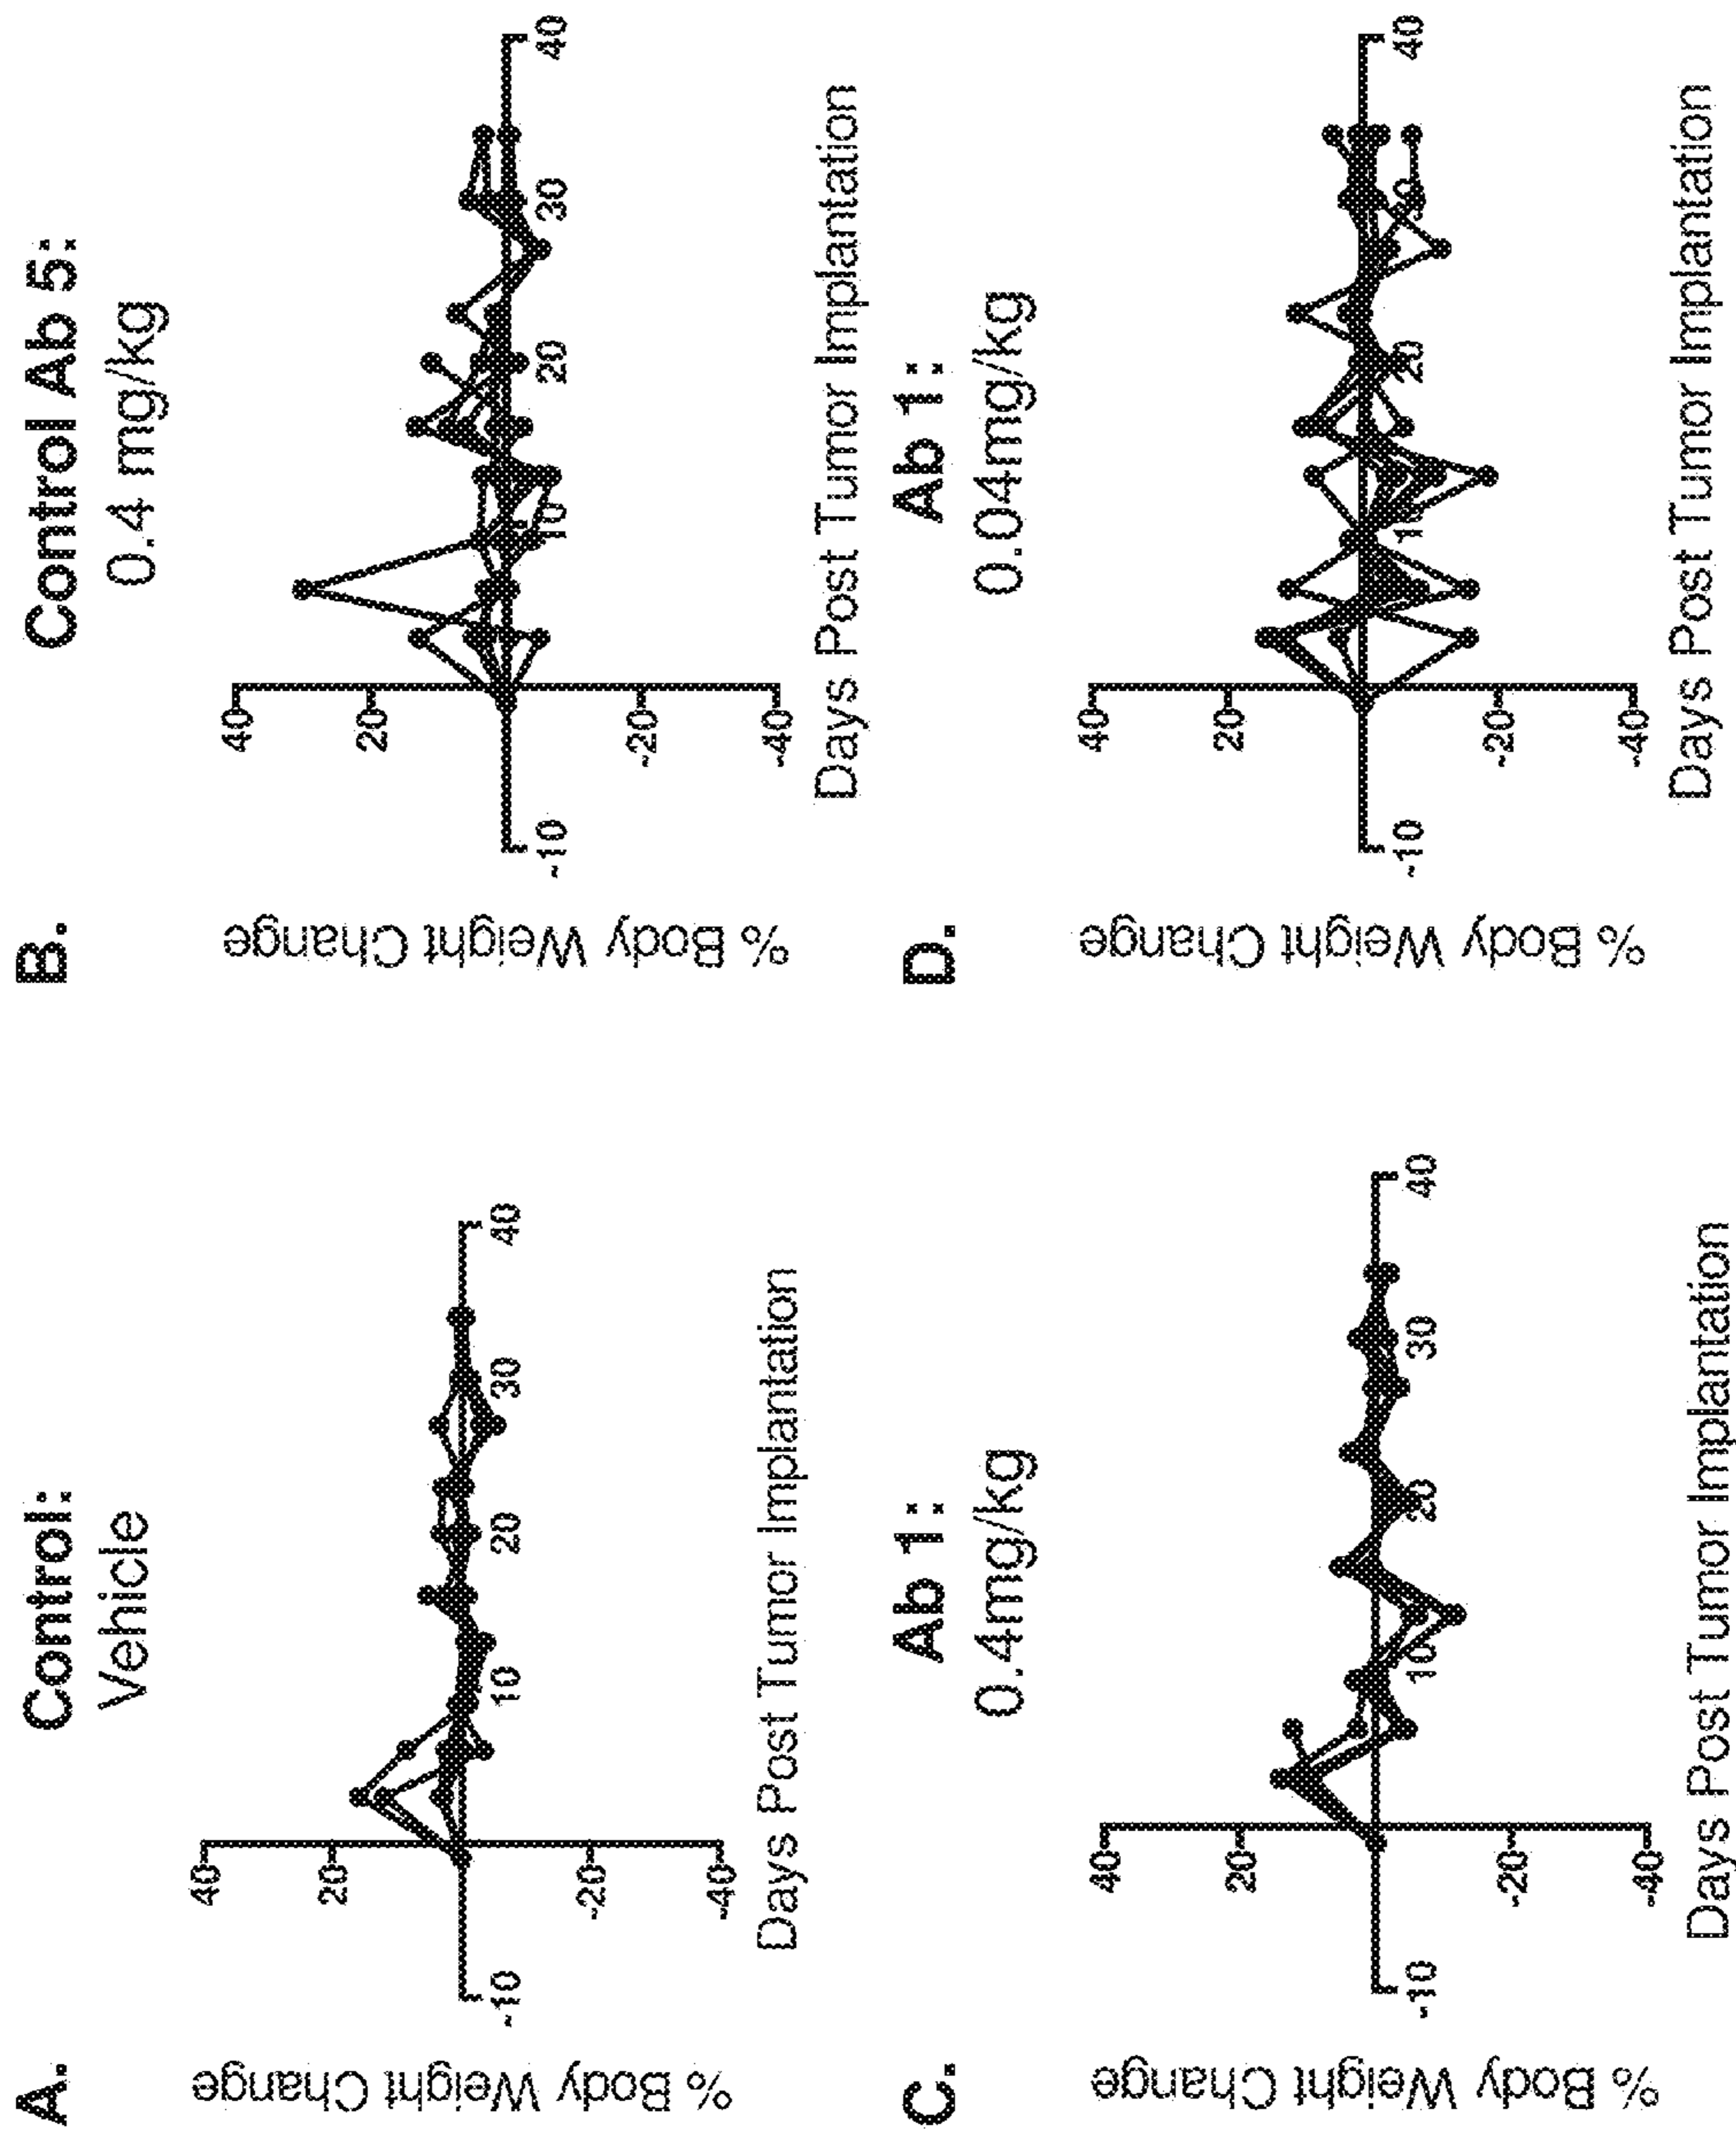 A.
Control:
Vehicle
% Body Weight Change
40
20
-20
-40
-10
10
20
30
40
Days Post Tumor Implantation
B.
Control Ab 5:
0.4 mg/kg
% Body Weight Change
40
20
-20
-40
-10
10
20
30
40
Days Post Tumor Implantation
C.
Ab 1:
0.4mg/kg
% Body Weight Change
40
20
-20
-40
-10
10
20
30
40
Days Post Tumor Implantation
D.
Ab 1:
0.04mg/kg
% Body Weight Change
40
20
-20
-40
-10
10
20
30
40
Days Post Tumor Implantation